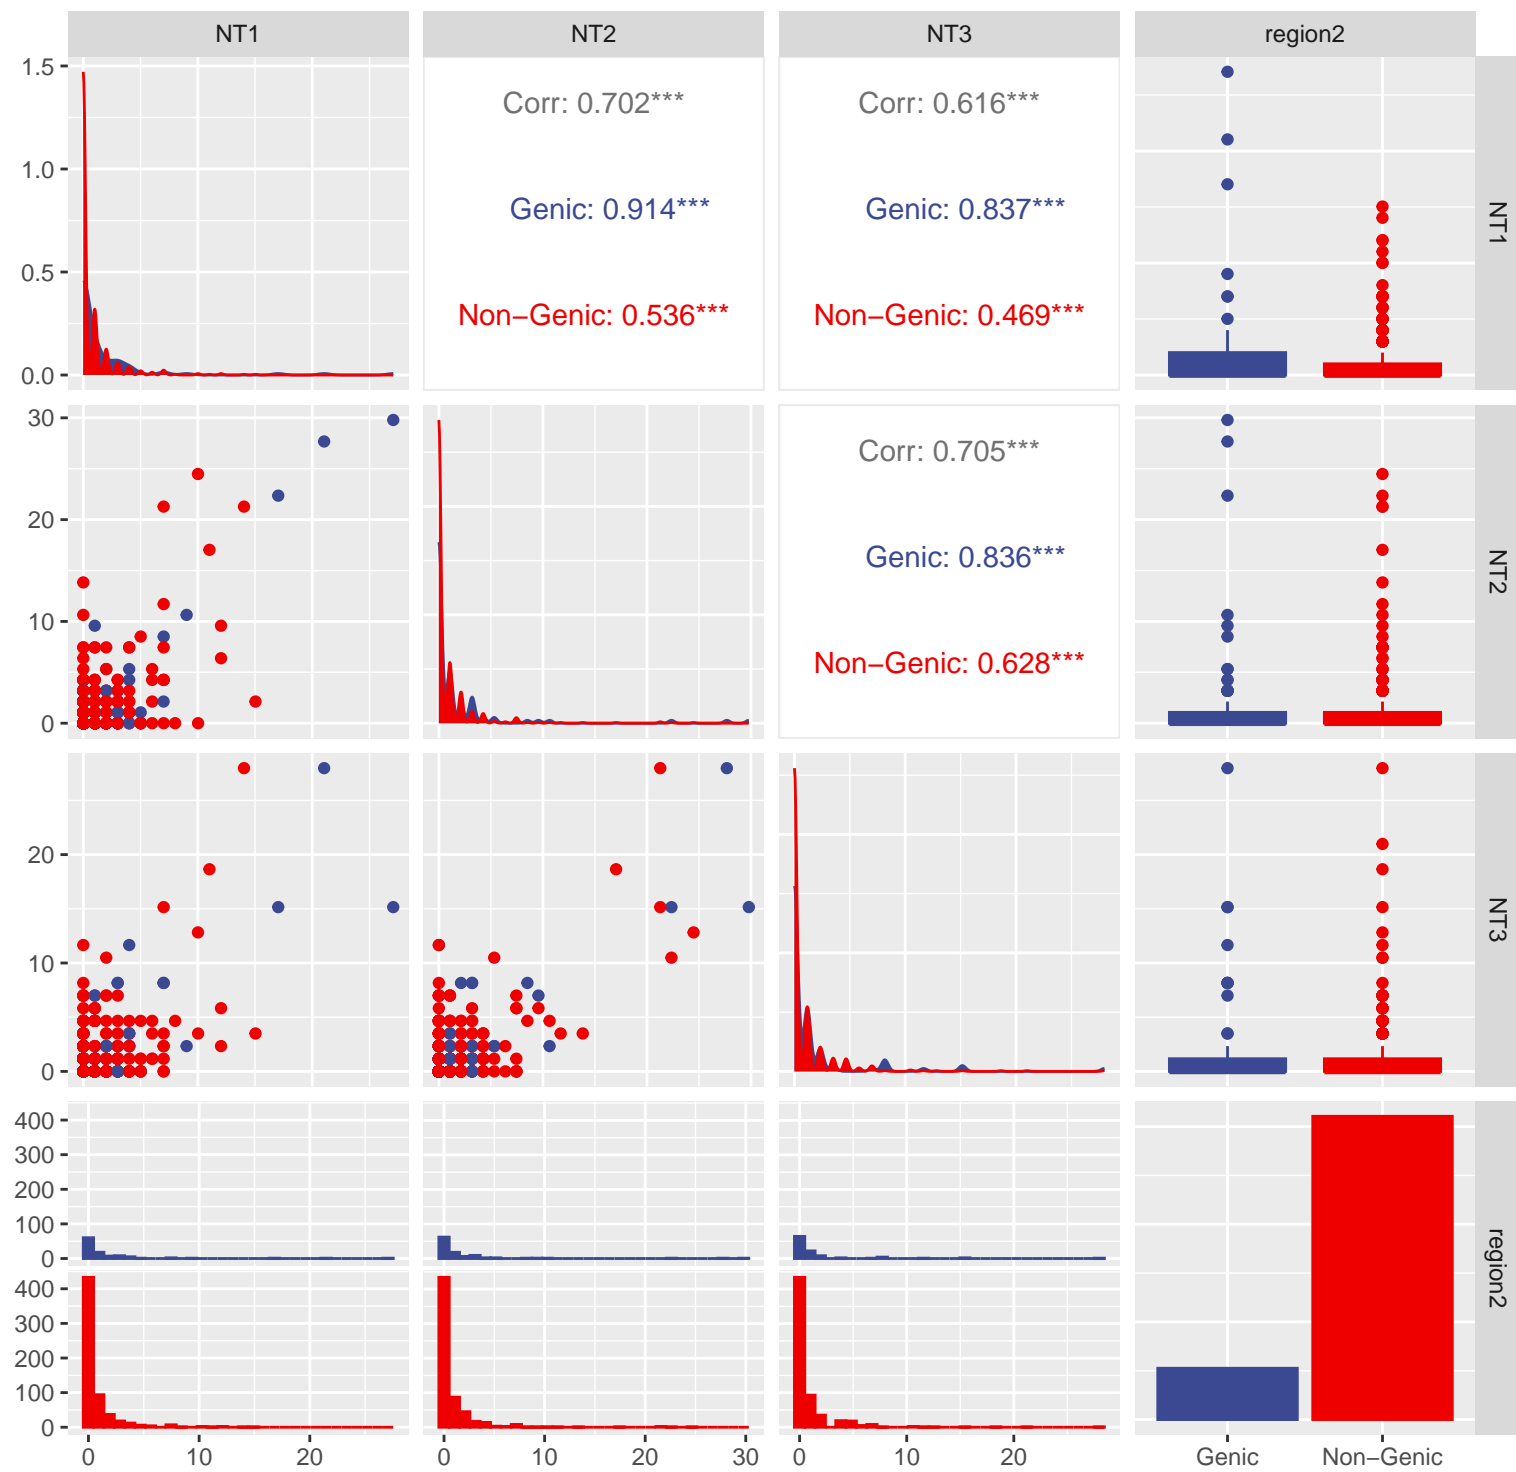 NT1 NT2 NT3 region2
1.5
1.0
0.5
0.0
Corr: 0.702***
Genic: 0.914***
Non−Genic: 0.536***
Corr: 0.616***
Genic: 0.837***
Non−Genic: 0.469***
NT1
30
20
10
0
Corr: 0.705***
Genic: 0.836***
Non−Genic: 0.628***
NT2
20
10
0
NT3
400
300
200
100
0
400
300
200
100
0
region2
0 10 20
0 10 20 30
0 10 20
Genic Non−Genic